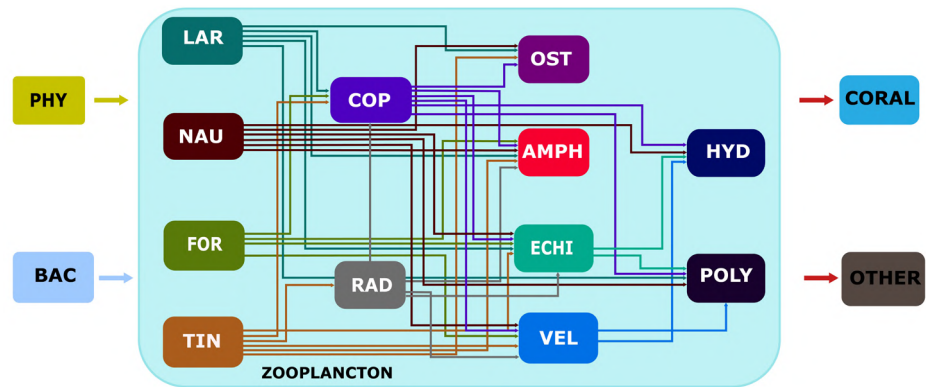 LAR
OST
PHY
COP
CORAL
NAU
AMPH
HYD
FOR
ECHI
BAC
RAD
POLY
OTHER
TIN
VEL
ZOOPLANCTON